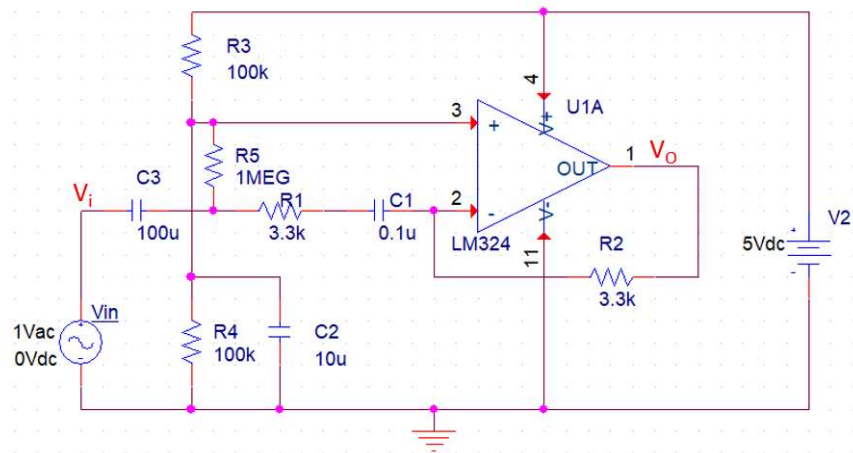 R3
100k
4
V+
U1A
3
+
R5
1MEG
OUT
1
VO
Vi
C3
100u
R1
3.3k
C1
0.1u
2
-
V-
LM324
11
R2
3.3k
V2
+
5Vdc
-
Vin
1Vac
0Vdc
+
-
R4
100k
C2
10u